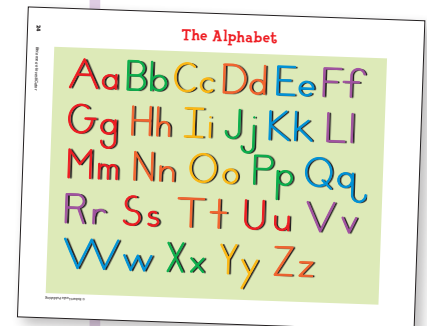 The Alphabet
Aa Bb Cc Dd Ee Ff
Gg Hh Ii Jj Kk Ll
Mm Nn Oo Pp Qq
Rr Ss Tt Uu Vv
Ww Xx Yy Zz